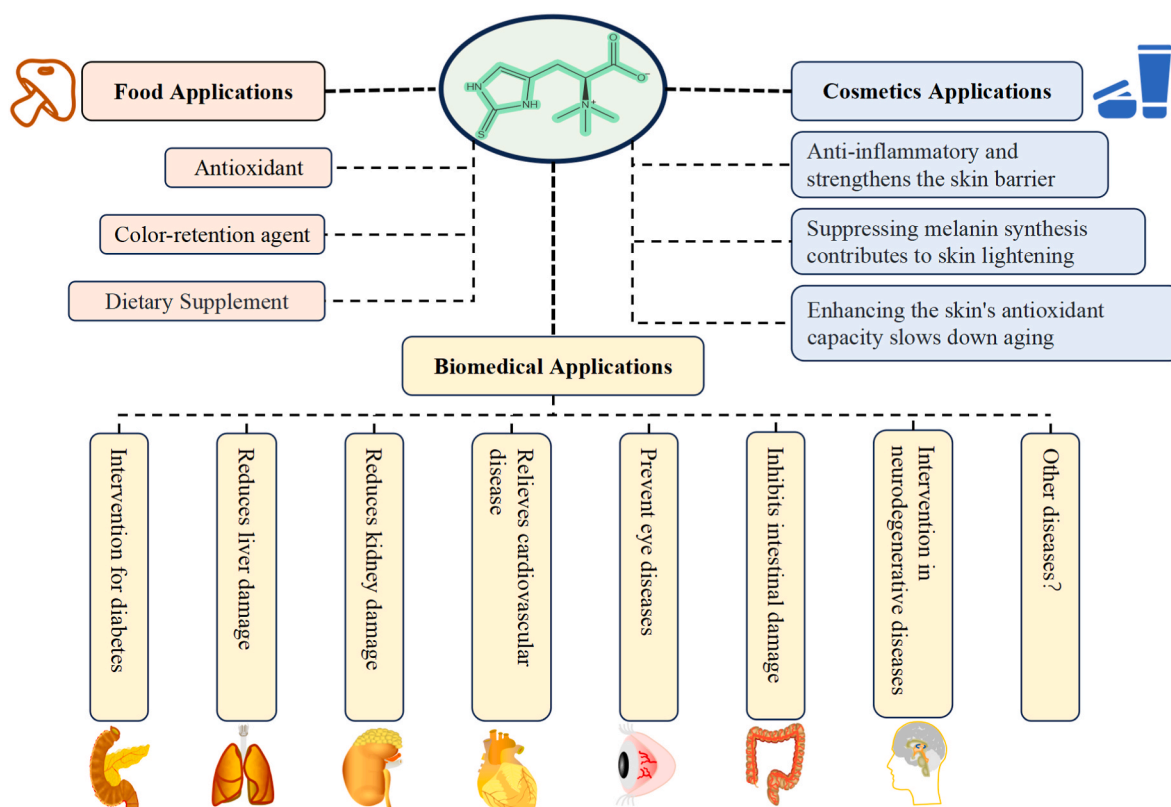 O
O⁻
HN
NH
N⁺
S
Food Applications
Antioxidant
Color-retention agent
Dietary Supplement
Cosmetics Applications
Anti-inflammatory and
strengthens the skin barrier
Suppressing melanin synthesis
contributes to skin lightening
Enhancing the skin's antioxidant
capacity slows down aging
Biomedical Applications
Intervention for diabetes
Reduces liver damage
Reduces kidney damage
Relieves cardiovascular
disease
Prevent eye diseases
Inhibits intestinal damage
Intervention in
neurodegenerative diseases
Other diseases?